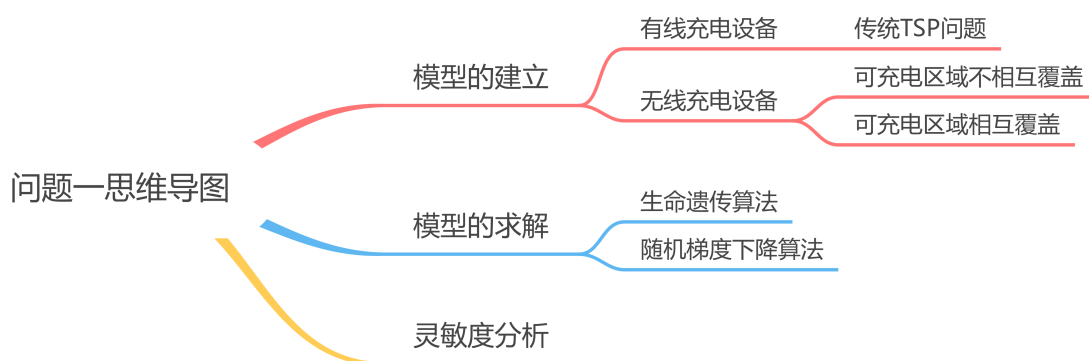 有线充电设备
传统TSP问题
模型的建立
可充电区域不相互覆盖
无线充电设备
可充电区域相互覆盖
问题一思维导图
生命遗传算法
模型的求解
随机梯度下降算法
灵敏度分析